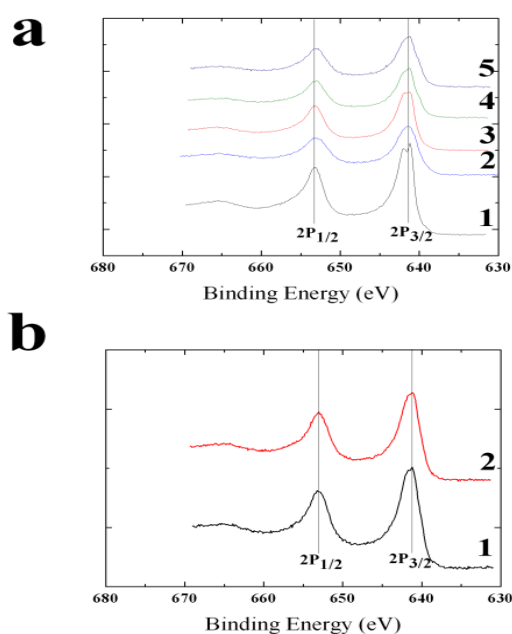 a
5
4
3
2
1
2P1/2
2P3/2
680 670 660 650 640 630
Binding Energy (eV)
b
2
1
2P1/2
2P3/2
680 670 660 650 640 630
Binding Energy (eV)